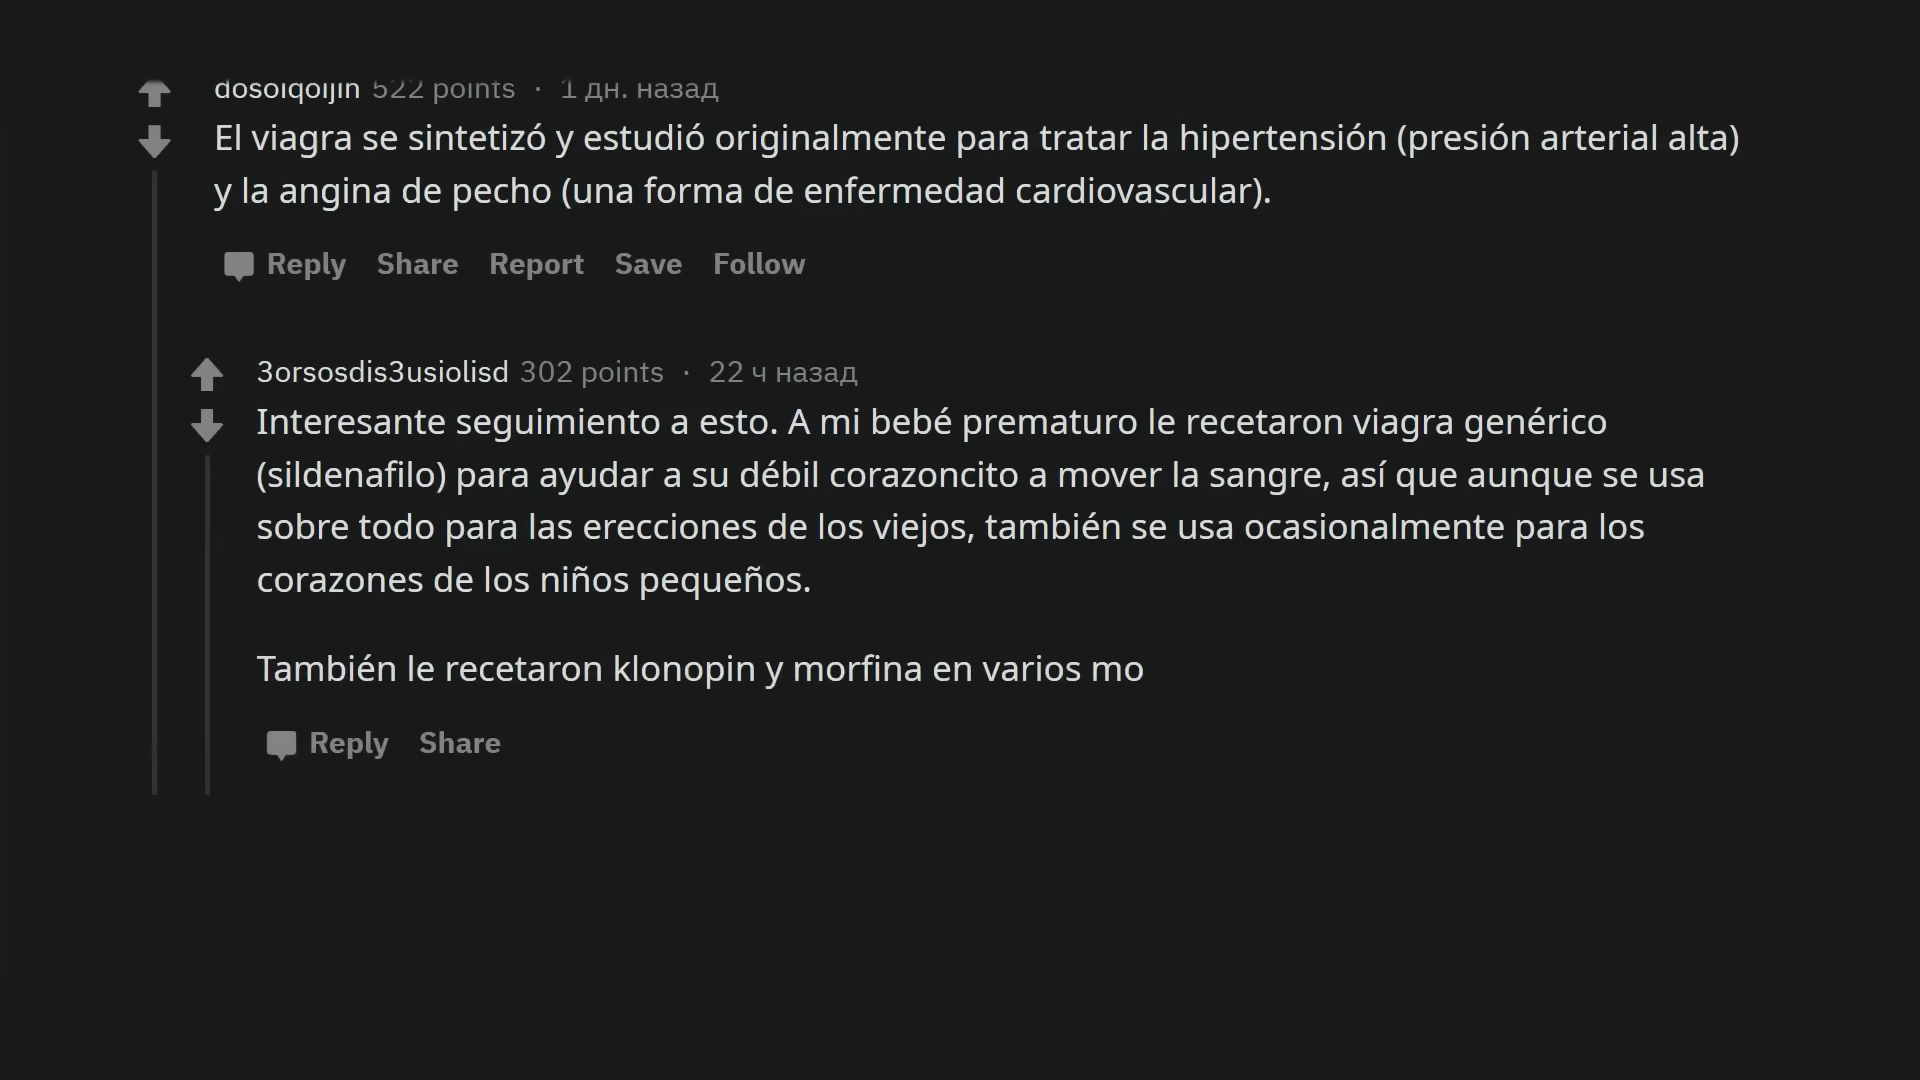 dosoiqoijin 522 points · 1 дн. назад
El viagra se sintetizó y estudió originalmente para tratar la hipertensión (presión arterial alta)
y la angina de pecho (una forma de enfermedad cardiovascular).
Reply Share Report Save Follow
3orsosdis3usiolisd 302 points · 22 ч назад
Interesante seguimiento a esto. A mi bebé prematuro le recetaron viagra genérico
(sildenafilo) para ayudar a su débil corazoncito a mover la sangre, así que aunque se usa
sobre todo para las erecciones de los viejos, también se usa ocasionalmente para los
corazones de los niños pequeños.
También le recetaron klonopin y morfina en varios mo
Reply Share